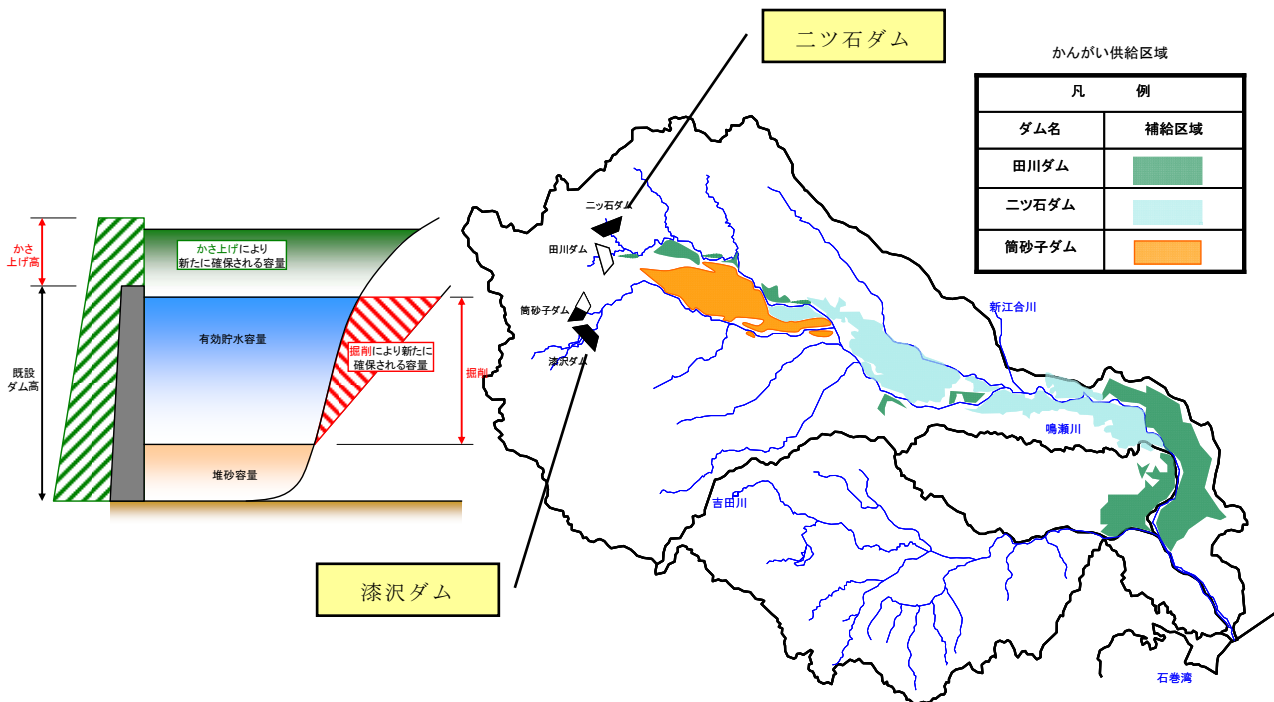 二ツ石ダム
かんがい供給区域
凡 例
ダム名 補給区域
田川ダム
二ツ石ダム
筒砂子ダム
二ッ石ダム
田川ダム
筒砂子ダム
漆沢ダム
新江合川
鳴瀬川
吉田川
石巻湾
かさ
上げ高
かさ上げにより
新たに確保される容量
有効貯水容量
掘削により新たに
確保される容量
掘削
既設
ダム高
堆砂容量
漆沢ダム